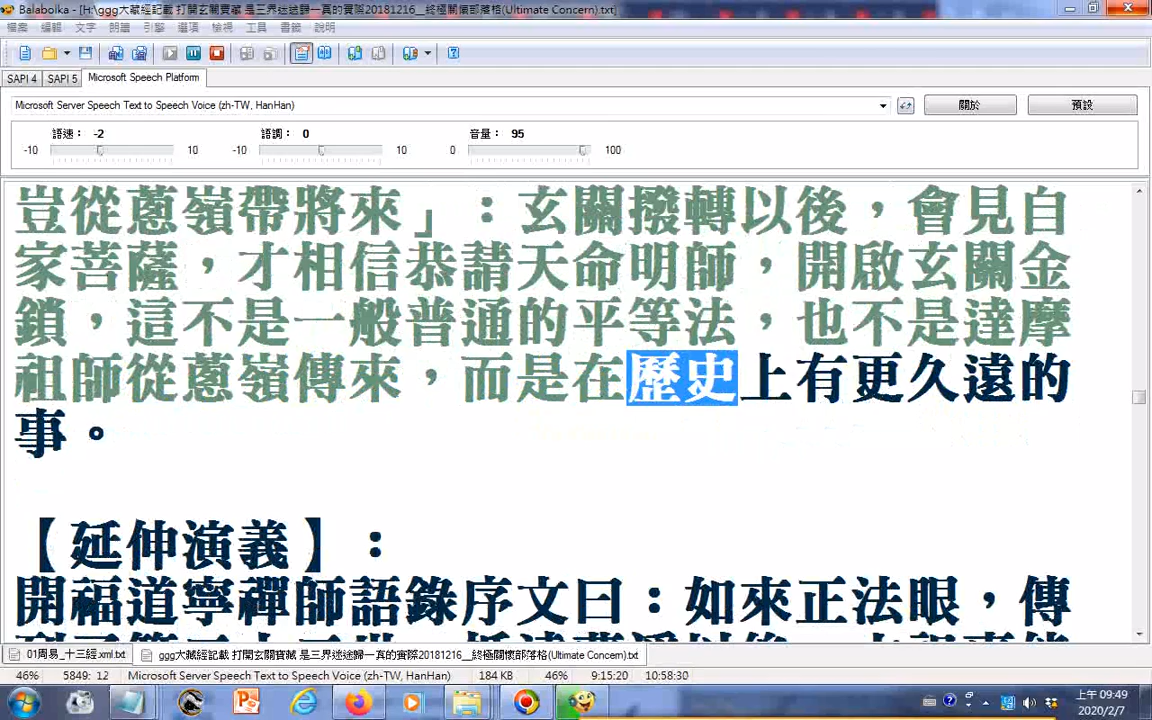 Balabolka - [H:\ggg大藏經記載 打開玄關寶藏 是三界迷途歸一真的實際20181216__終極關懷部落格(Ultimate Concern).txt]
檔案 編輯 文字 朗讀 引擎 選項 檢視 工具 書籤 說明
SAPI 4 SAPI 5 Microsoft Speech Platform
Microsoft Server Speech Text to Speech Voice (zh-TW, HanHan) 關於 預設
語速： -2 語調： 0 音量： 95
-10 10 -10 10 0 100
豈從蔥嶺帶將來」：玄關撥轉以後，會見自
家菩薩，才相信恭請天命明師，開啟玄關金
鎖，這不是一般普通的平等法，也不是達摩
祖師從蔥嶺傳來，而是在歷史上有更久遠的
事。
【延伸演義】：
開福道寧禪師語錄序文曰：如來正法眼，傳
01周易_十三經.xml.txt ggg大藏經記載 打開玄關寶藏 是三界迷途歸一真的實際20181216__終極關懷部落格(Ultimate Concern).txt
46% 5849: 12 Microsoft Server Speech Text to Speech Voice (zh-TW, HanHan) 184 KB 46% 9:15:20 10:58:30
上午 09:49
2020/2/7